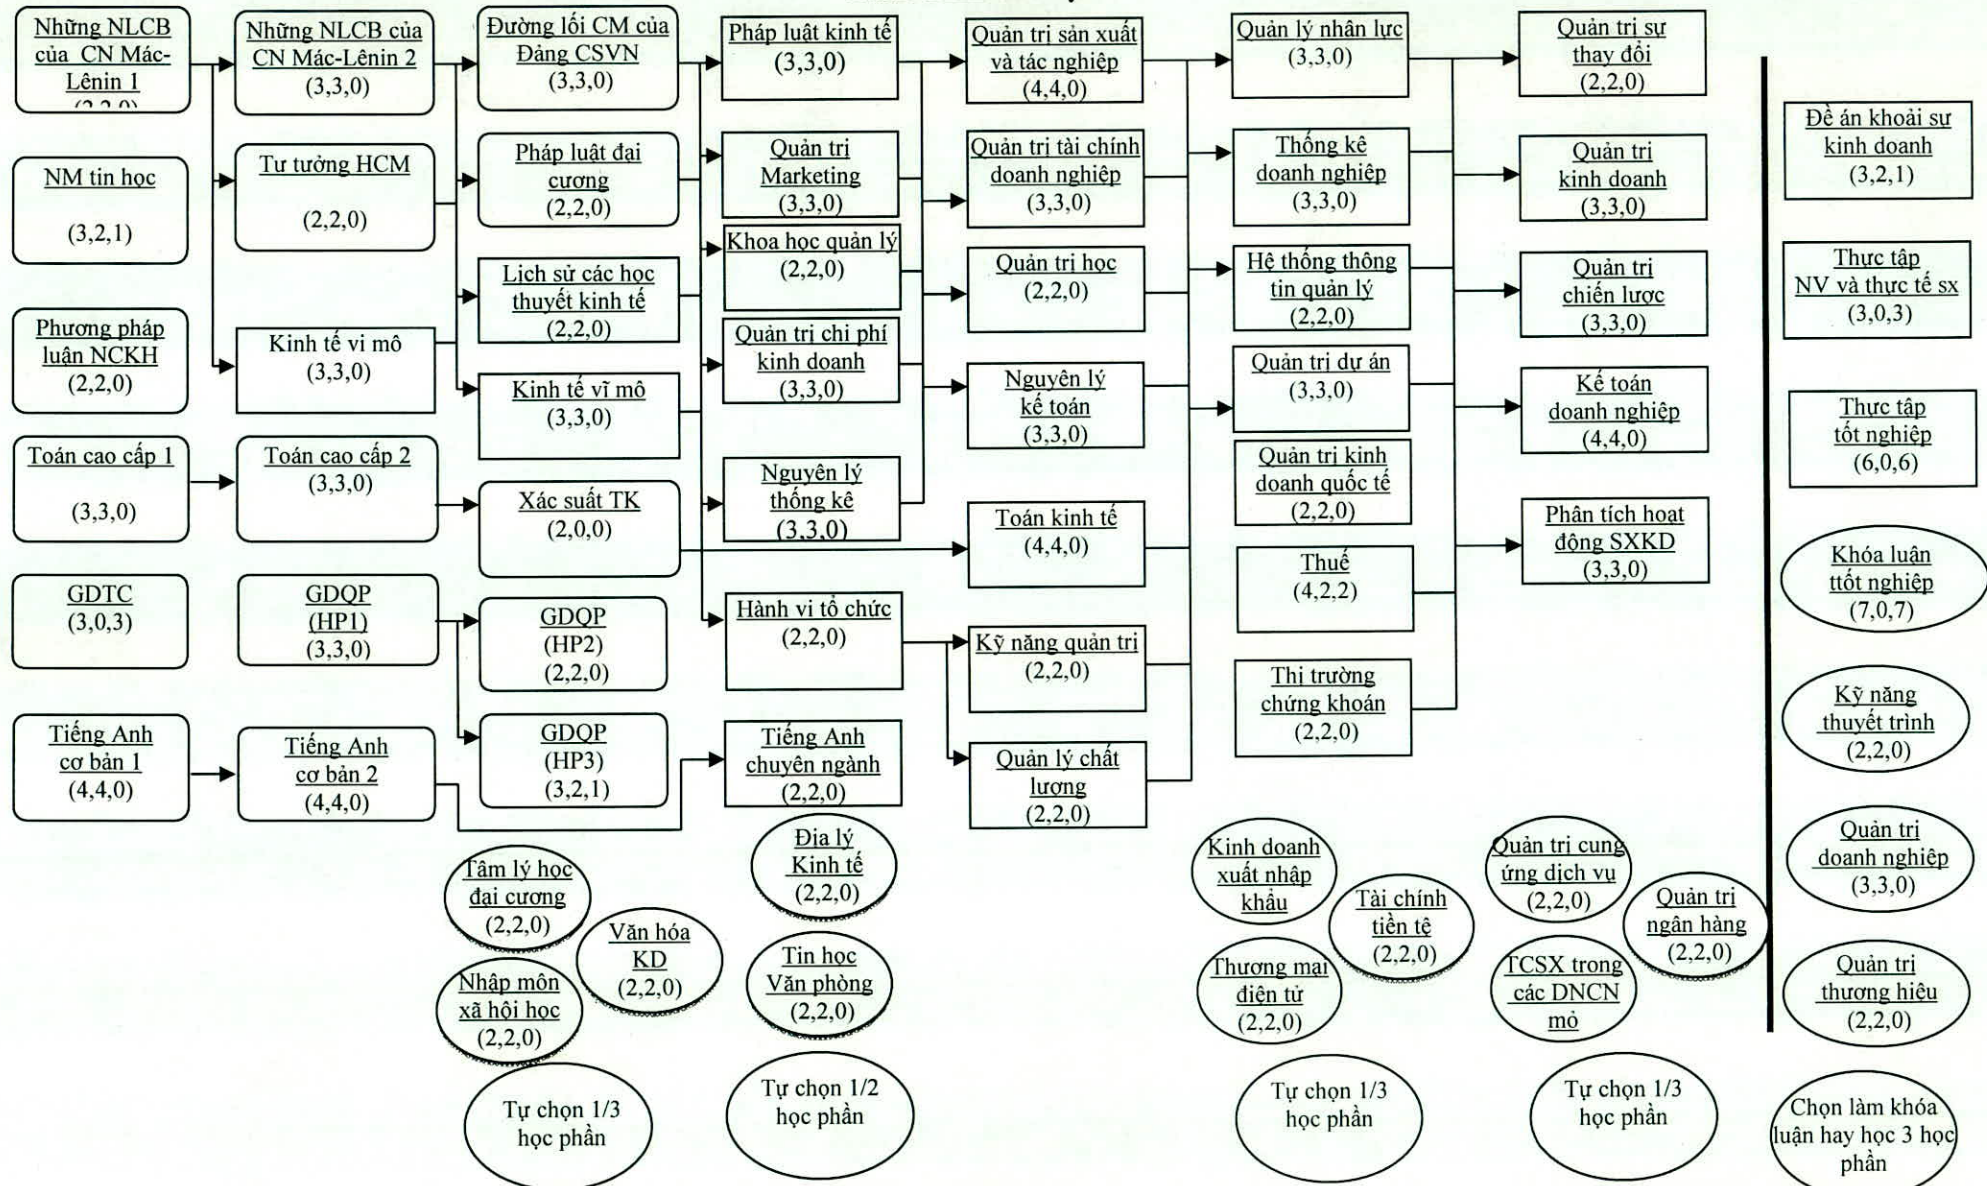 Những NLCB
của CN Mác-
Lênin 1
(2,2,0)
NM tin học
(3,2,1)
Phương pháp
luận NCKH
(2,2,0)
Toán cao cấp 1
(3,3,0)
GDTC
(3,0,3)
Tiếng Anh
cơ bản 1
(4,4,0)
Những NLCB của
CN Mác-Lênin 2
(3,3,0)
Tư tưởng HCM
(2,2,0)
Kinh tế vi mô
(3,3,0)
Toán cao cấp 2
(3,3,0)
GDQP
(HP1)
(3,3,0)
Tiếng Anh
cơ bản 2
(4,4,0)
Đường lối CM của
Đảng CSVN
(3,3,0)
Pháp luật đại
cương
(2,2,0)
Lịch sử các học
thuyết kinh tế
(2,2,0)
Kinh tế vĩ mô
(3,3,0)
Xác suất TK
(2,0,0)
GDQP
(HP2)
(2,2,0)
GDQP
(HP3)
(3,2,1)
Tâm lý học
đại cương
(2,2,0)
Văn hóa
KD
(2,2,0)
Nhập môn
xã hội học
(2,2,0)
Tự chọn 1/3
học phần
Pháp luật kinh tế
(3,3,0)
Quản trị
Marketing
(3,3,0)
Khoa học quản lý
(2,2,0)
Quản trị chi phí
kinh doanh
(3,3,0)
Nguyên lý
thống kê
(3,3,0)
Hành vi tổ chức
(2,2,0)
Tiếng Anh
chuyên ngành
(2,2,0)
Địa lý
Kinh tế
(2,2,0)
Tin học
Văn phòng
(2,2,0)
Tự chọn 1/2
học phần
Quản trị sản xuất
và tác nghiệp
(4,4,0)
Quản trị tài chính
doanh nghiệp
(3,3,0)
Quản trị học
(2,2,0)
Nguyên lý
kế toán
(3,3,0)
Toán kinh tế
(4,4,0)
Kỹ năng quản trị
(2,2,0)
Quản lý chất
lượng
(2,2,0)
Quản lý nhân lực
(3,3,0)
Thống kê
doanh nghiệp
(3,3,0)
Hệ thống thông
tin quản lý
(2,2,0)
Quản trị dự án
(3,3,0)
Quản trị kinh
doanh quốc tế
(2,2,0)
Thuế
(4,2,2)
Thị trường
chứng khoán
(2,2,0)
Kinh doanh
xuất nhập
khẩu
Tài chính
tiền tệ
(2,2,0)
Thương mại
điện tử
(2,2,0)
Tự chọn 1/3
học phần
Quản trị sự
thay đổi
(2,2,0)
Quản trị
kinh doanh
(3,3,0)
Quản trị
chiến lược
(3,3,0)
Kế toán
doanh nghiệp
(4,4,0)
Phân tích hoạt
động SXKD
(3,3,0)
Quản trị cung
ứng dịch vụ
(2,2,0)
Quản trị
ngân hàng
(2,2,0)
TCSX trong
các DNCN
mỏ
Tự chọn 1/3
học phần
Đề án khoải sự
kinh doanh
(3,2,1)
Thực tập
NV và thực tế sx
(3,0,3)
Thực tập
tốt nghiệp
(6,0,6)
Khóa luận
ttốt nghiệp
(7,0,7)
Kỹ năng
thuyết trình
(2,2,0)
Quản trị
doanh nghiệp
(3,3,0)
Quản trị
thương hiệu
(2,2,0)
Chọn làm khóa
luận hay học 3 học
phần